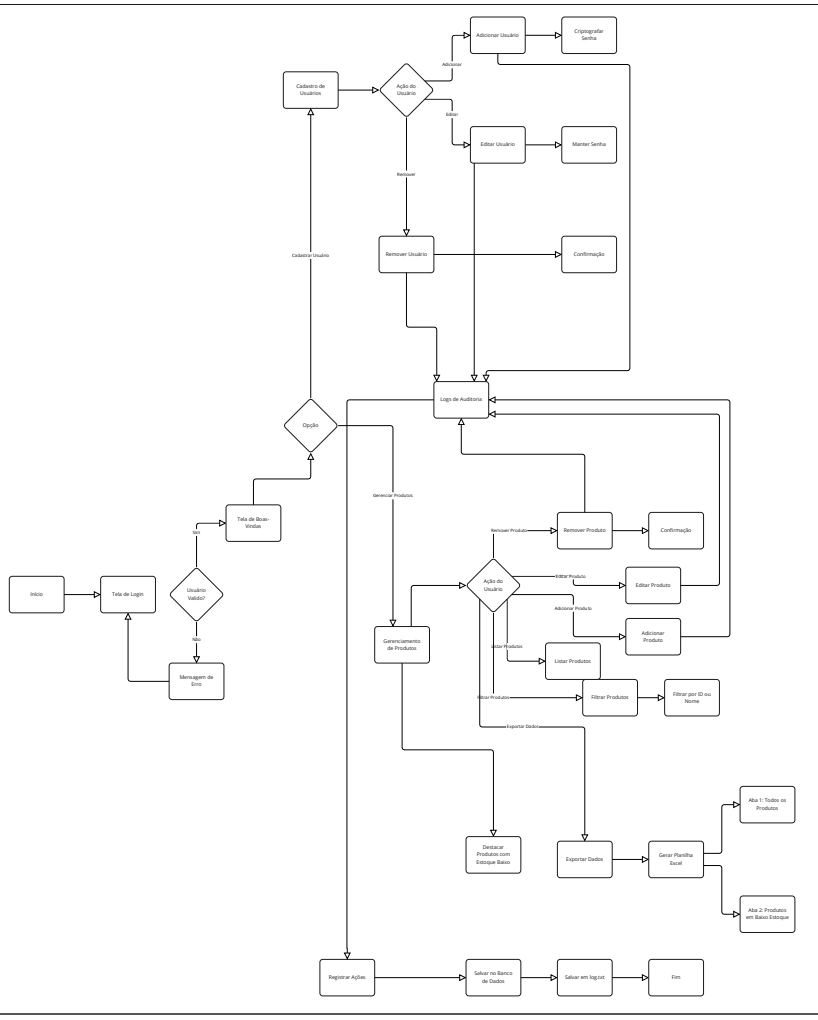 Adicionar Usuário
Criptografar
Senha
Adicionar
Cadastro de
Usuários
Ação do
Usuário
Editar
Editar Usuário
Manter Senha
Remover
Cadastrar Usuário
Remover Usuário
Confirmação
Logs de Auditoria
Opção
Gerenciar Produtos
Tela de Boas-
Vindas
Sim
Remover Produto
Remover Produto
Confirmação
Início
Tela de Login
Usuário
Valido?
Ação do
Usuário
Editar Produto
Editar Produto
Adicionar Produto
Não
Gerenciamento
de Produtos
Adicionar
Produto
Listar Produtos
Listar Produtos
Mensagem de
Erro
Filtrar Produtos
Filtrar Produtos
Filtrar por ID ou
Nome
Exportar Dados
Aba 1: Todos os
Produtos
Destacar
Produtos com
Estoque Baixo
Exportar Dados
Gerar Planilha
Excel
Aba 2: Produtos
em Baixo Estoque
Registrar Ações
Salvar no Banco
de Dados
Salvar em log.txt
Fim